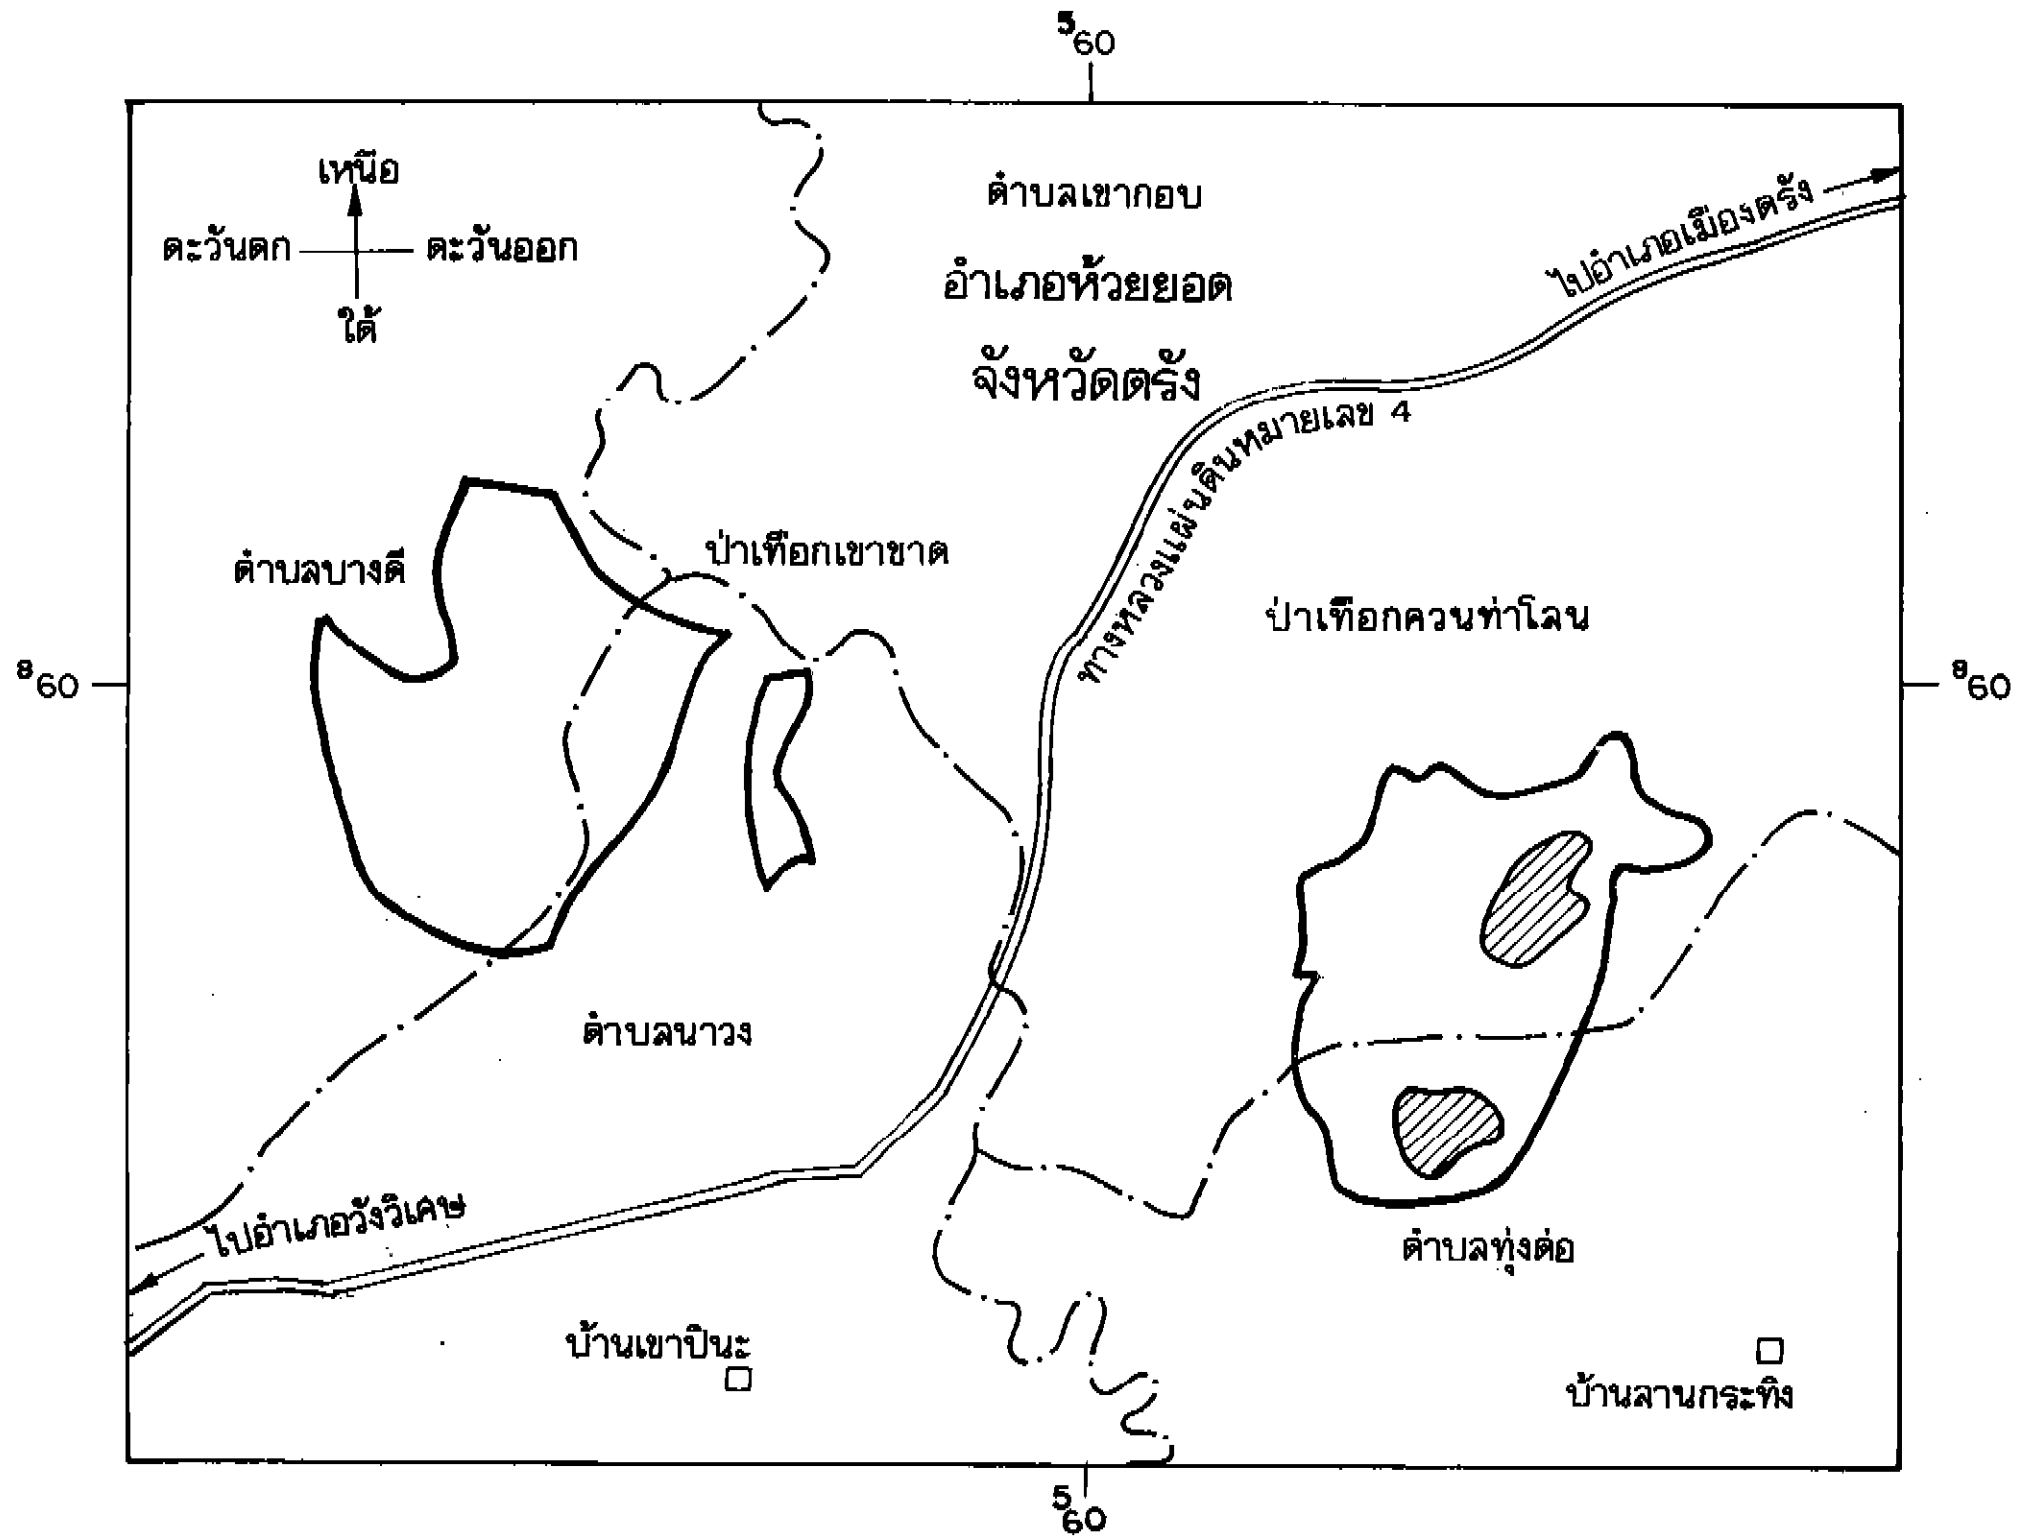 ⁵60
เหนือ
ตะวันตก
ตะวันออก
ใต้
ตำบลเขากอบ
อำเภอห้วยยอด
จังหวัดตรัง
ไปอำเภอเมืองตรัง
ทางหลวงแผ่นดินหมายเลข 4
ตำบลบางดี
ป่าเทือกเขาขาด
ป่าเทือกควนท่าโลน
⁸60
⁸60
ตำบลนาวง
ไปอำเภอวังวิเศษ
ตำบลทุ่งต่อ
บ้านเขาปินะ
บ้านลานกระทิง
⁵60